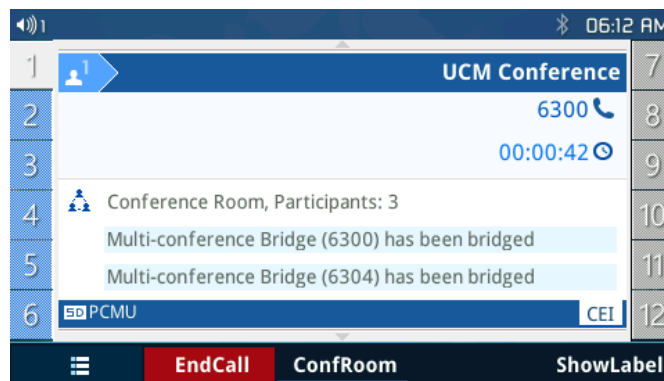 1 06:12 AM
1
2
3
4
5
6
1 UCM Conference
6300
00:00:42
Conference Room, Participants: 3
Multi-conference Bridge (6300) has been bridged
Multi-conference Bridge (6304) has been bridged
SD PCMU CEI
7
8
9
10
11
12
EndCall ConfRoom ShowLabel